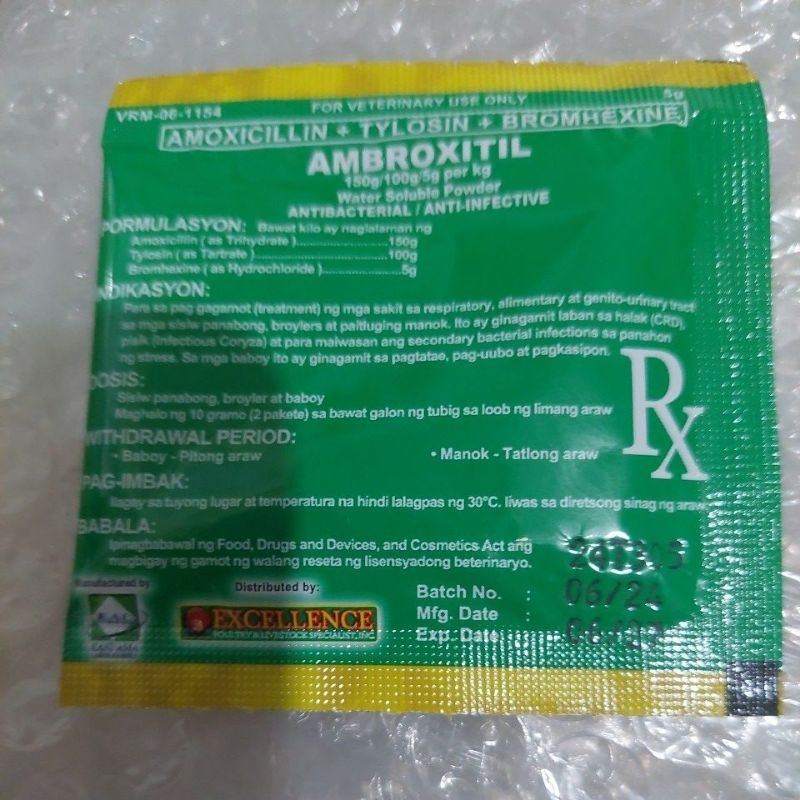 VRM-06-1154
FOR VETERINARY USE ONLY
5g
AMOXICILLIN + TYLOSIN + BROMHEXINE
AMBROXITIL
150g/100g/5g per kg
Water Soluble Powder
ANTIBACTERIAL / ANTI-INFECTIVE
PORMULASYON: Bawat kilo ay naglalaman ng
Amoxicillin ( as Trihydrate )..............................150g
Tylosin ( as Tartrate )......................................100g
Bromhexine ( as Hydrochloride )....................5g
NDIKASYON:
Para sa pag gagamot (treatment) ng mga sakit sa respiratory, alimentary at genito-urinary tract
sa mga sisiw panabong, broylers at paitluging manok. Ito ay ginagamit laban sa halak (CRD),
pisik (Infectious Coryza) at para maiwasan ang secondary bacterial infections sa panahon
ng stress. Sa mga baboy ito ay ginagamit sa pagtatae, pag-uubo at pagkasipon.
DOSIS:
Sisiw panabong, broyler at baboy
Maghalo ng 10 gramo (2 pakete) sa bawat galon ng tubig sa loob ng limang araw
Rx
WITHDRAWAL PERIOD:
• Baboy - Pitong araw
• Manok - Tatlong araw
PAG-IMBAK:
Ilagay sa tuyong lugar at temperatura na hindi lalagpas ng 30°C. Iiwas sa diretsong sinag ng araw
BABALA:
Ipinagbabawal ng Food, Drugs and Devices, and Cosmetics Act ang
magbigay ng gamot ng walang reseta ng lisensyadong beterinaryo.
Manufactured by:
Distributed by:
EXCELLENCE
POULTRY & LIVESTOCK SPECIALIST, INC.
Batch No. :
Mfg. Date : 06/24
Exp. Date : 06/27